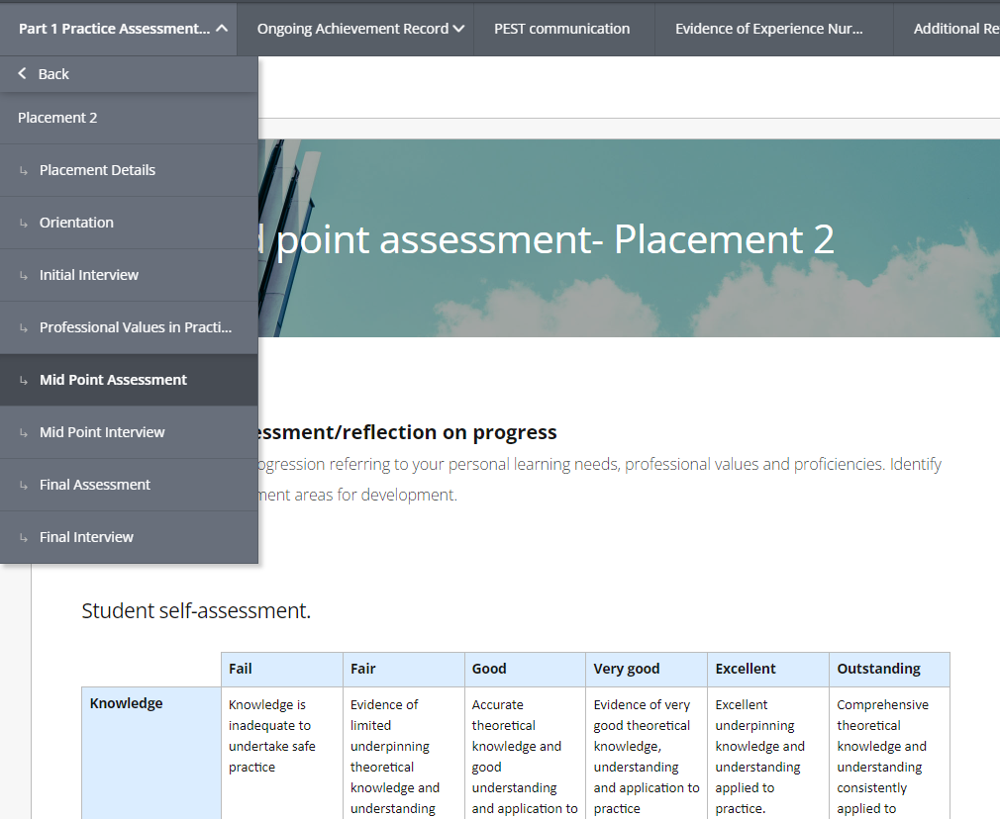 Part 1 Practice Assessment... Ongoing Achievement Record PEST communication Evidence of Experience Nur... Additional Re
Back
Placement 2
Placement Details
Orientation
Initial Interview
Professional Values in Practi...
Mid Point Assessment
Mid Point Interview
Final Assessment
Final Interview
d point assessment- Placement 2
essment/reflection on progress
ogression referring to your personal learning needs, professional values and proficiencies. Identify
ment areas for development.
Student self-assessment.
Fail Fair Good Very good Excellent Outstanding
Knowledge
Knowledge is
inadequate to
undertake safe
practice
Evidence of
limited
underpinning
theoretical
knowledge and
understanding
Accurate
theoretical
knowledge and
good
understanding
and application to
Evidence of very
good theoretical
knowledge,
understanding
and application to
practice
Excellent
underpinning
knowledge and
understanding
applied to
practice.
Comprehensive
theoretical
knowledge and
understanding
consistently
applied to